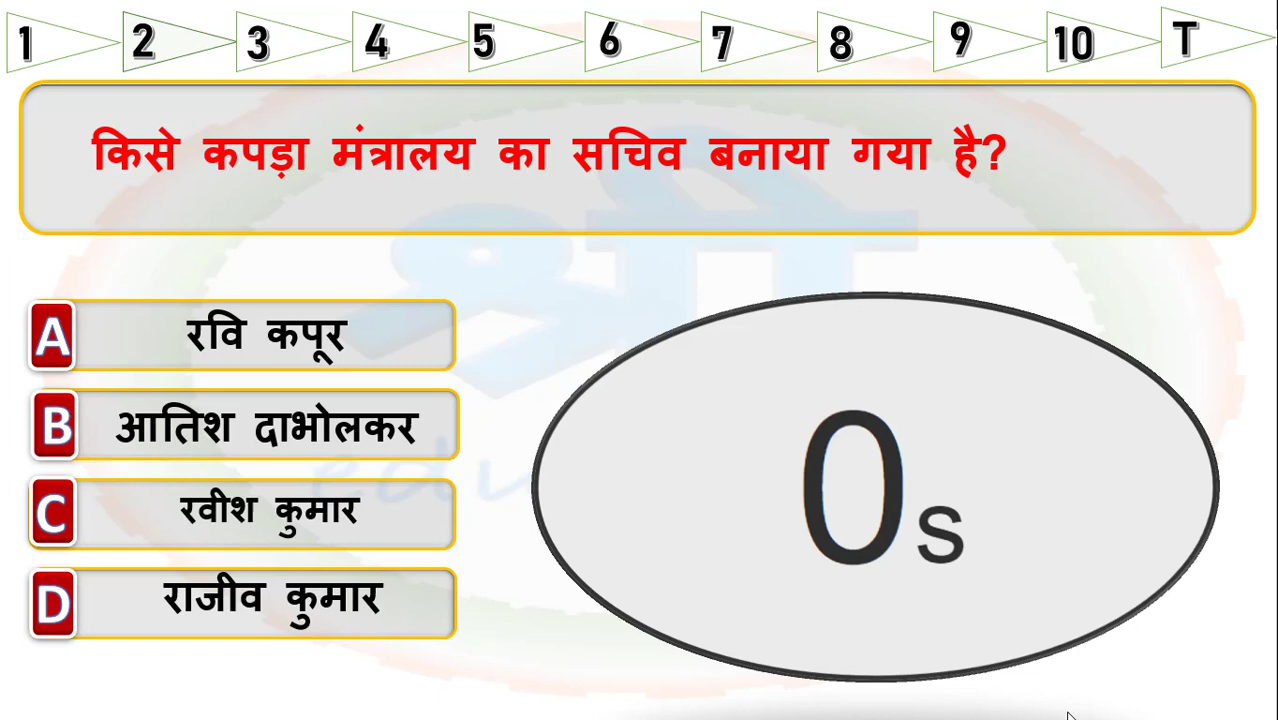 1 2 3 4 5 6 7 8 9 10 T
किसे कपड़ा मंत्रालय का सचिव बनाया गया है?
A रवि कपूर
B आतिश दाभोलकर
C रवीश कुमार
D राजीव कुमार
0s
श्री
edu